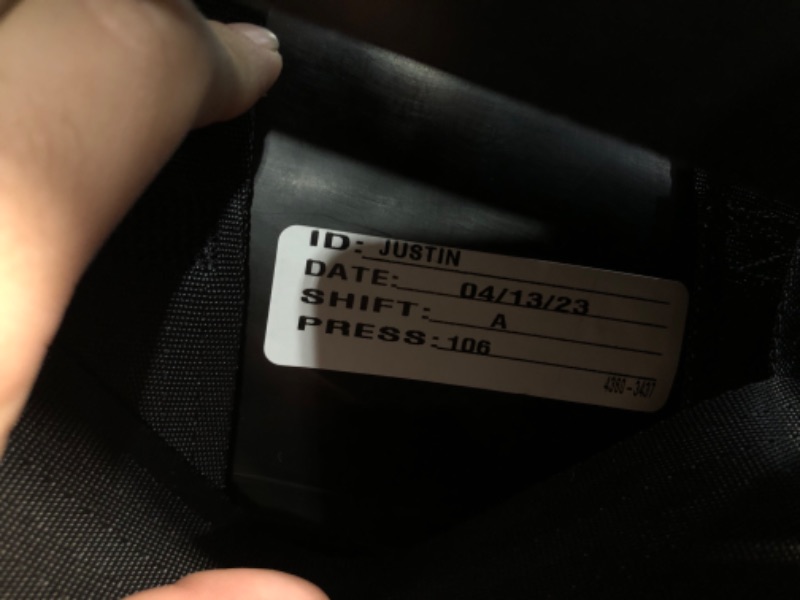 ID: JUSTIN
DATE: 04/13/23
SHIFT: A
PRESS: 106
4380-3437